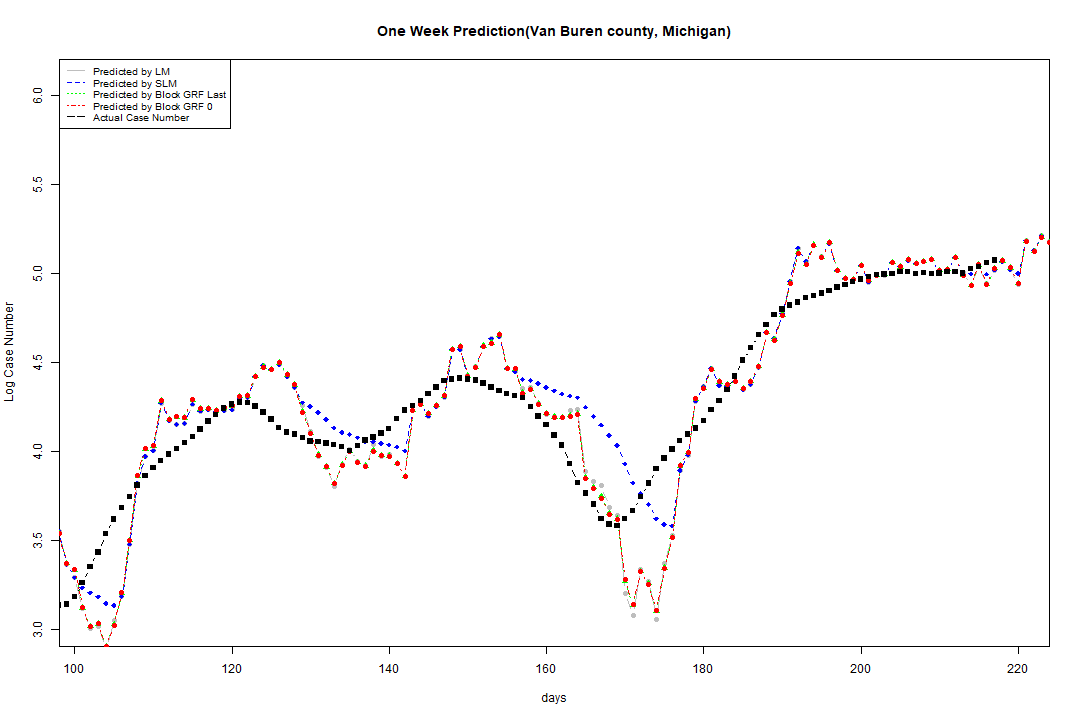 One Week Prediction(Van Buren county, Michigan)
Predicted by LM
Predicted by SLM
Predicted by Block GRF Last
Predicted by Block GRF 0
Actual Case Number
6.0
5.5
5.0
4.5
4.0
3.5
3.0
Log Case Number
100 120 140 160 180 200 220
days